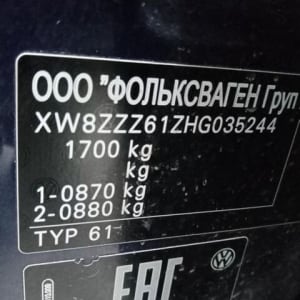 ООО "ФОЛЬКСВАГЕН Груп
XW8ZZZ61ZHG035244
1700 kg
kg
1-0870 kg
2-0880 kg
TYP 61
EAC